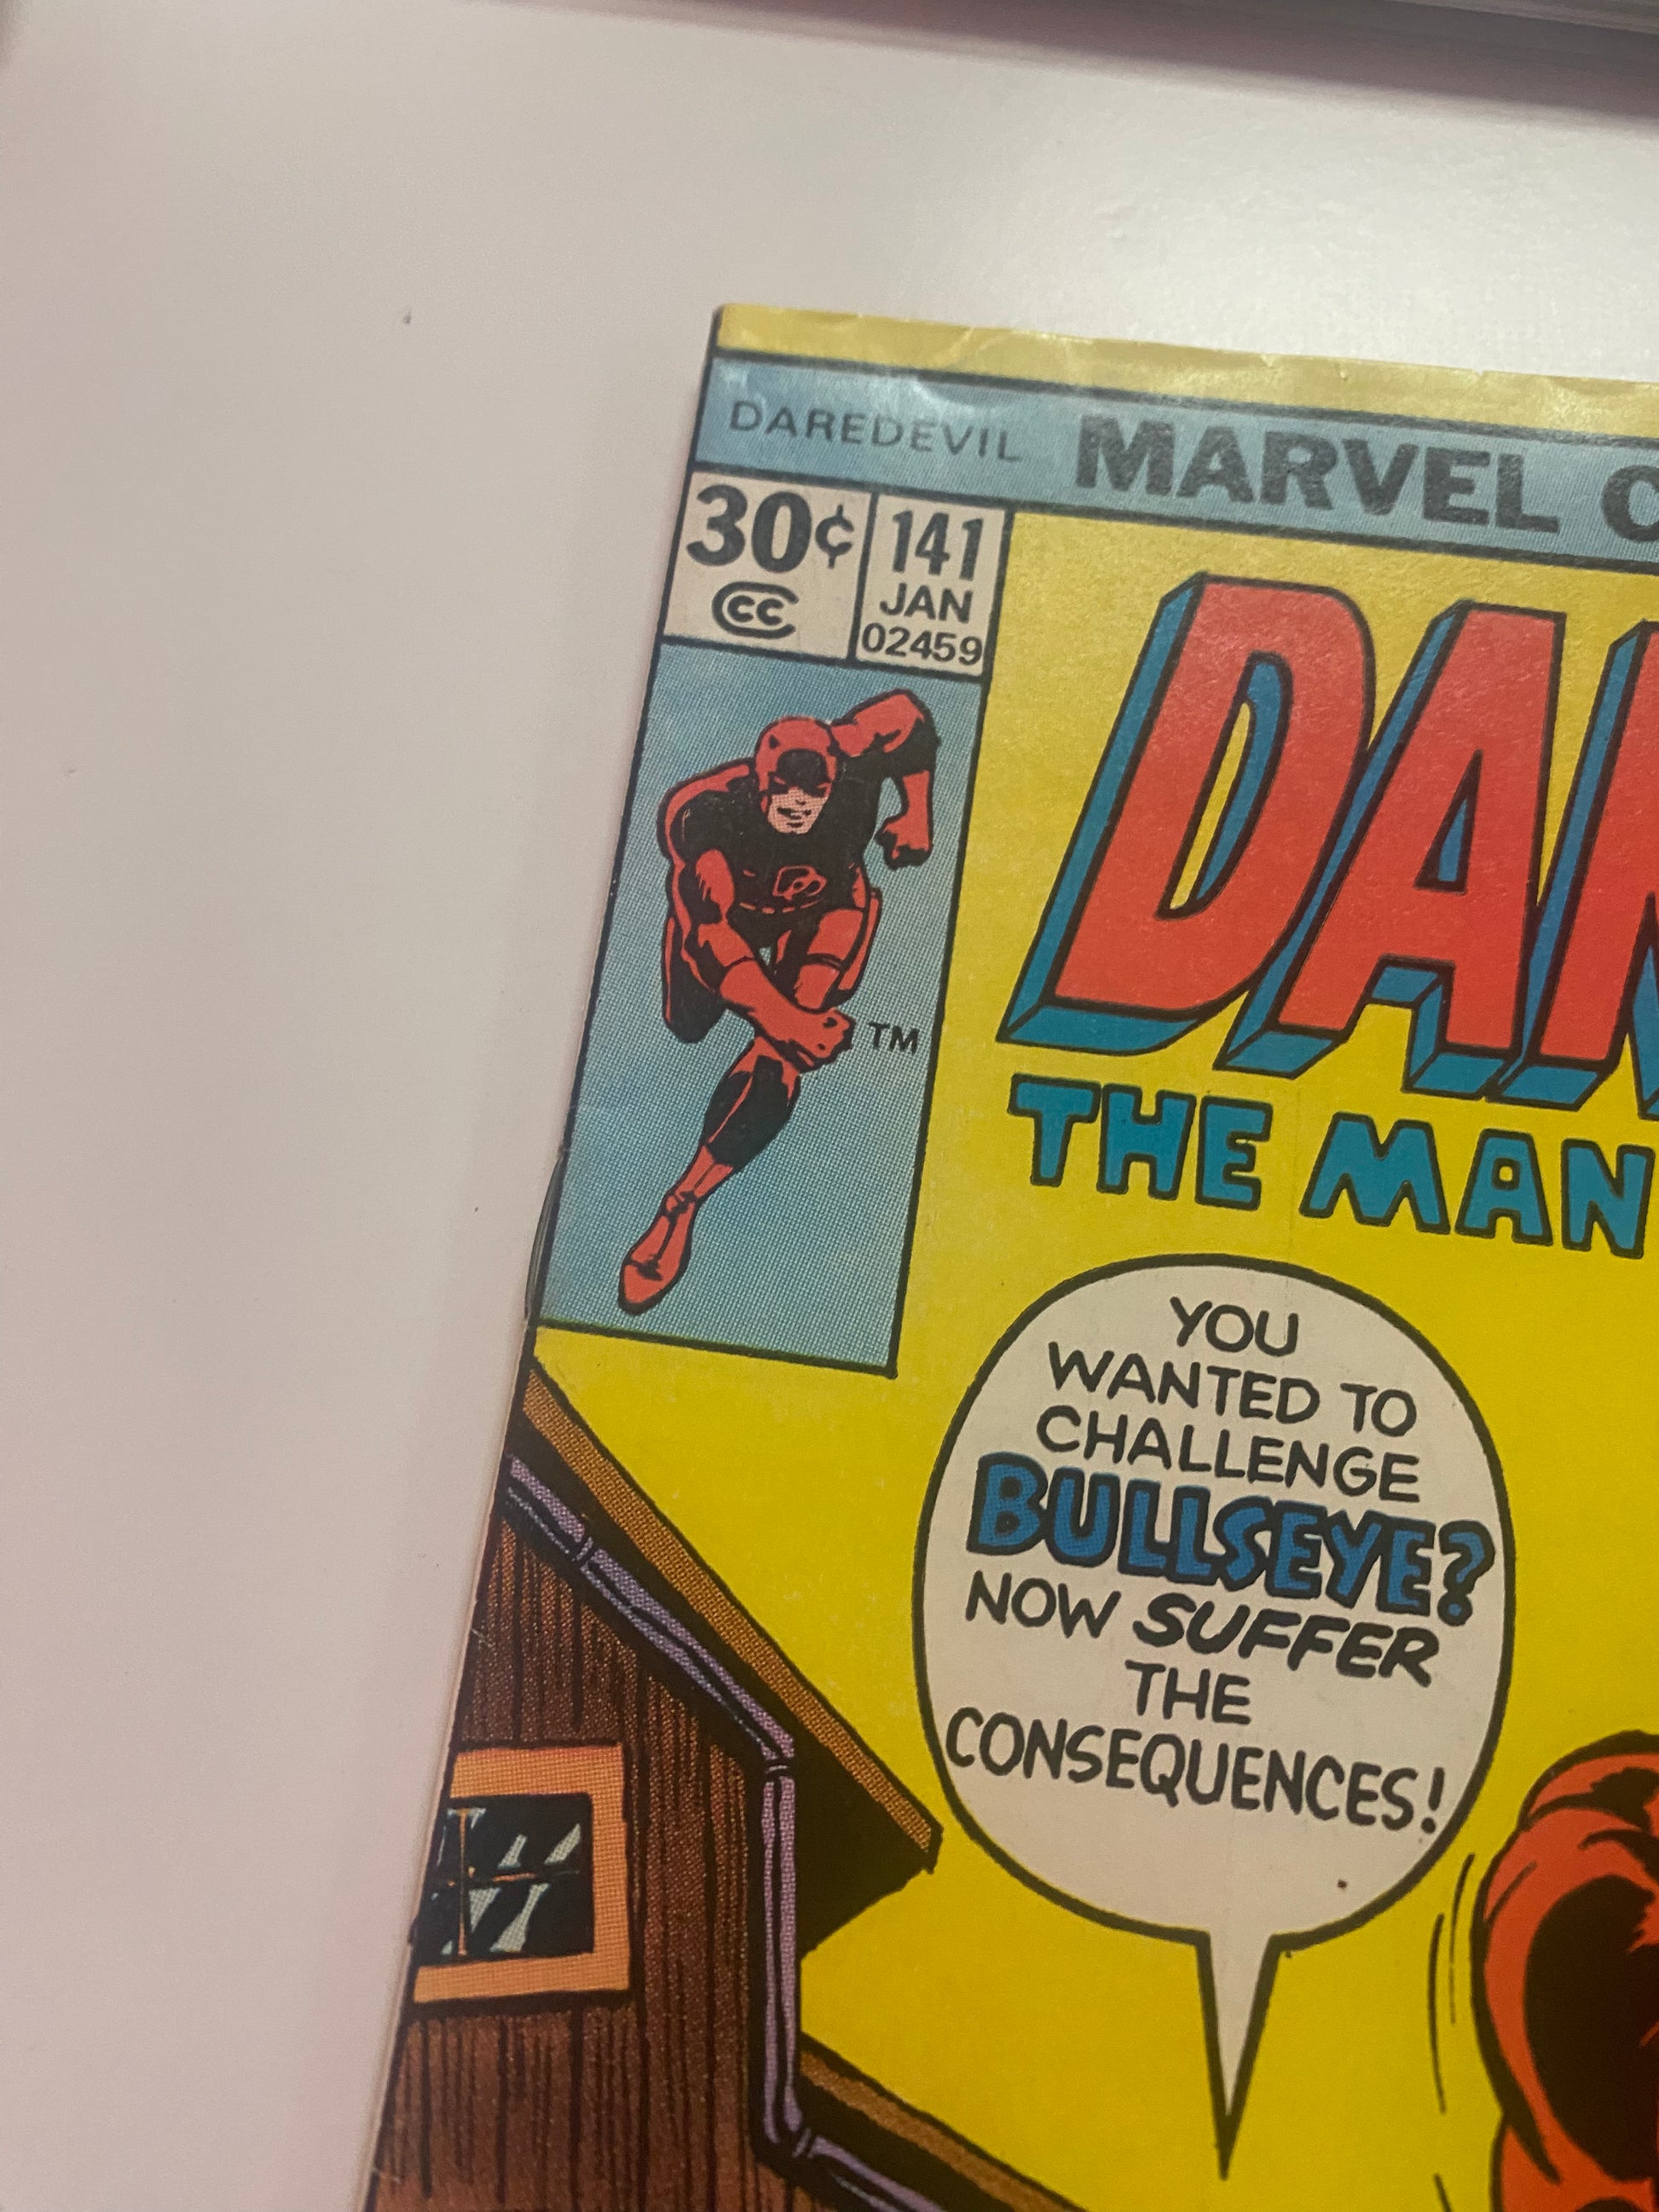 DAREDEVIL MARVEL C
30¢ 141
JAN
CC 02459
DAR
TM
THE MAN
YOU
WANTED TO
CHALLENGE
BULLSEYE?
NOW SUFFER
THE
CONSEQUENCES!